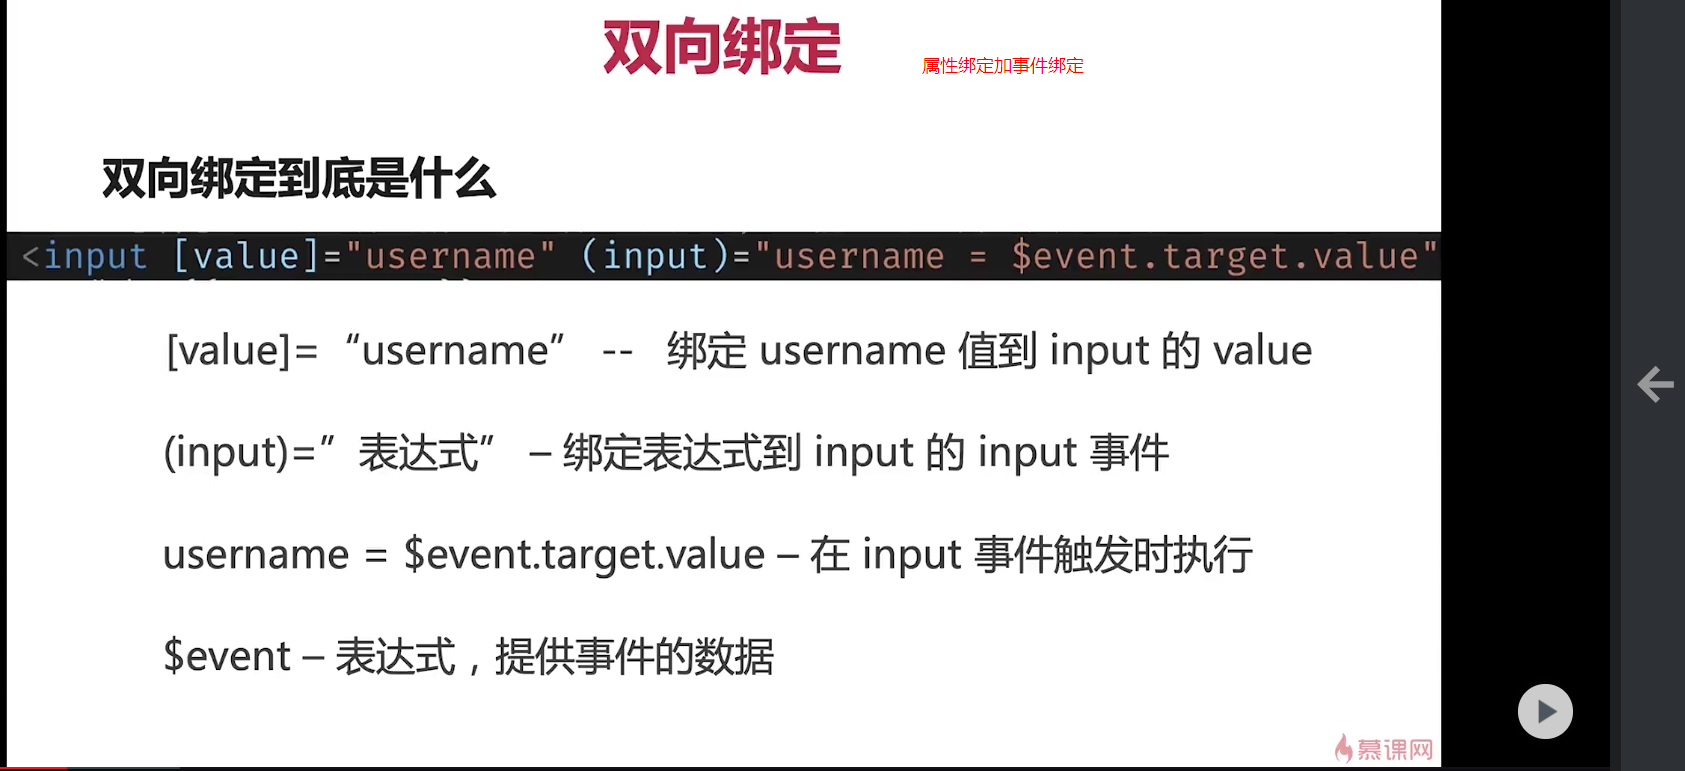 双向绑定
属性绑定加事件绑定
双向绑定到底是什么
<input [value]="username" (input)="username = $event.target.value"
[value]=“username” -- 绑定 username 值到 input 的 value
(input)=”表达式” – 绑定表达式到 input 的 input 事件
username = $event.target.value – 在 input 事件触发时执行
$event – 表达式，提供事件的数据
慕课网